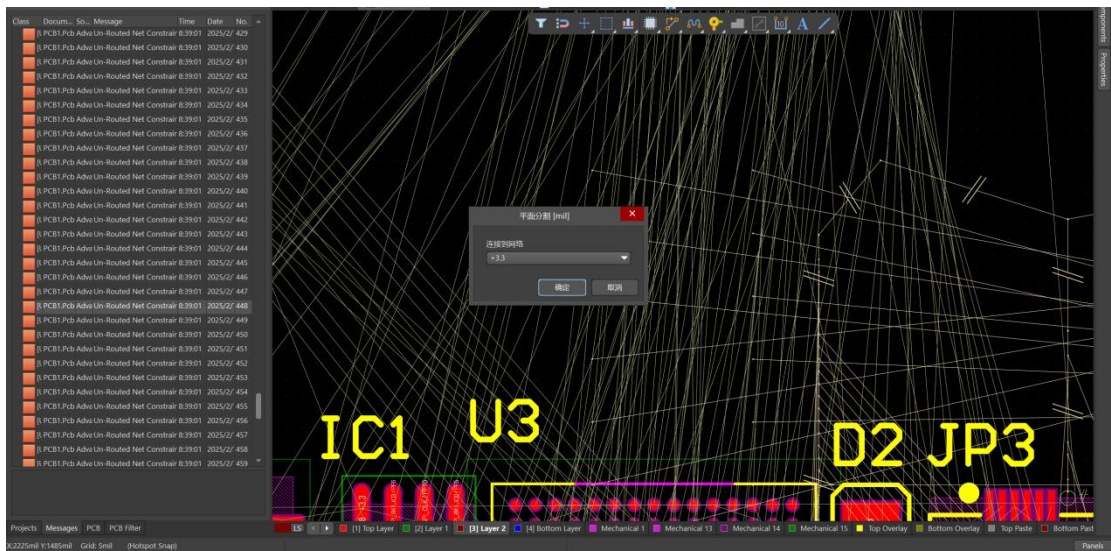 Class Docum... So... Message Time Date No.
PCB1.Pcb Adva Un-Routed Net Constrair 8:39:01 2025/2/ 429
PCB1.Pcb Adva Un-Routed Net Constrair 8:39:01 2025/2/ 430
PCB1.Pcb Adva Un-Routed Net Constrair 8:39:01 2025/2/ 431
PCB1.Pcb Adva Un-Routed Net Constrair 8:39:01 2025/2/ 432
PCB1.Pcb Adva Un-Routed Net Constrair 8:39:01 2025/2/ 433
PCB1.Pcb Adva Un-Routed Net Constrair 8:39:01 2025/2/ 434
PCB1.Pcb Adva Un-Routed Net Constrair 8:39:01 2025/2/ 435
PCB1.Pcb Adva Un-Routed Net Constrair 8:39:01 2025/2/ 436
PCB1.Pcb Adva Un-Routed Net Constrair 8:39:01 2025/2/ 437
PCB1.Pcb Adva Un-Routed Net Constrair 8:39:01 2025/2/ 438
PCB1.Pcb Adva Un-Routed Net Constrair 8:39:01 2025/2/ 439
PCB1.Pcb Adva Un-Routed Net Constrair 8:39:01 2025/2/ 440
PCB1.Pcb Adva Un-Routed Net Constrair 8:39:01 2025/2/ 441
PCB1.Pcb Adva Un-Routed Net Constrair 8:39:01 2025/2/ 442
PCB1.Pcb Adva Un-Routed Net Constrair 8:39:01 2025/2/ 443
PCB1.Pcb Adva Un-Routed Net Constrair 8:39:01 2025/2/ 444
PCB1.Pcb Adva Un-Routed Net Constrair 8:39:01 2025/2/ 445
PCB1.Pcb Adva Un-Routed Net Constrair 8:39:01 2025/2/ 446
PCB1.Pcb Adva Un-Routed Net Constrair 8:39:01 2025/2/ 447
PCB1.Pcb Adva Un-Routed Net Constrair 8:39:01 2025/2/ 448
PCB1.Pcb Adva Un-Routed Net Constrair 8:39:01 2025/2/ 449
PCB1.Pcb Adva Un-Routed Net Constrair 8:39:01 2025/2/ 450
PCB1.Pcb Adva Un-Routed Net Constrair 8:39:01 2025/2/ 451
PCB1.Pcb Adva Un-Routed Net Constrair 8:39:01 2025/2/ 452
PCB1.Pcb Adva Un-Routed Net Constrair 8:39:01 2025/2/ 453
PCB1.Pcb Adva Un-Routed Net Constrair 8:39:01 2025/2/ 454
PCB1.Pcb Adva Un-Routed Net Constrair 8:39:01 2025/2/ 455
PCB1.Pcb Adva Un-Routed Net Constrair 8:39:01 2025/2/ 456
PCB1.Pcb Adva Un-Routed Net Constrair 8:39:01 2025/2/ 457
PCB1.Pcb Adva Un-Routed Net Constrair 8:39:01 2025/2/ 458
PCB1.Pcb Adva Un-Routed Net Constrair 8:39:01 2025/2/ 459
平面分割 [mil]
连接到网络
+3.3
确定 取消
IC1 U3 D2 JP3
mponents
Properties
Projects Messages PCB PCB Filter
LS [1] Top Layer [2] Layer 1 [3] Layer 2 [4] Bottom Layer Mechanical 1 Mechanical 13 Mechanical 14 Mechanical 15 Top Overlay Bottom Overlay Top Paste Bottom Past
X:2225mil Y:1485mil Grid: 5mil (Hotspot Snap)
Panels